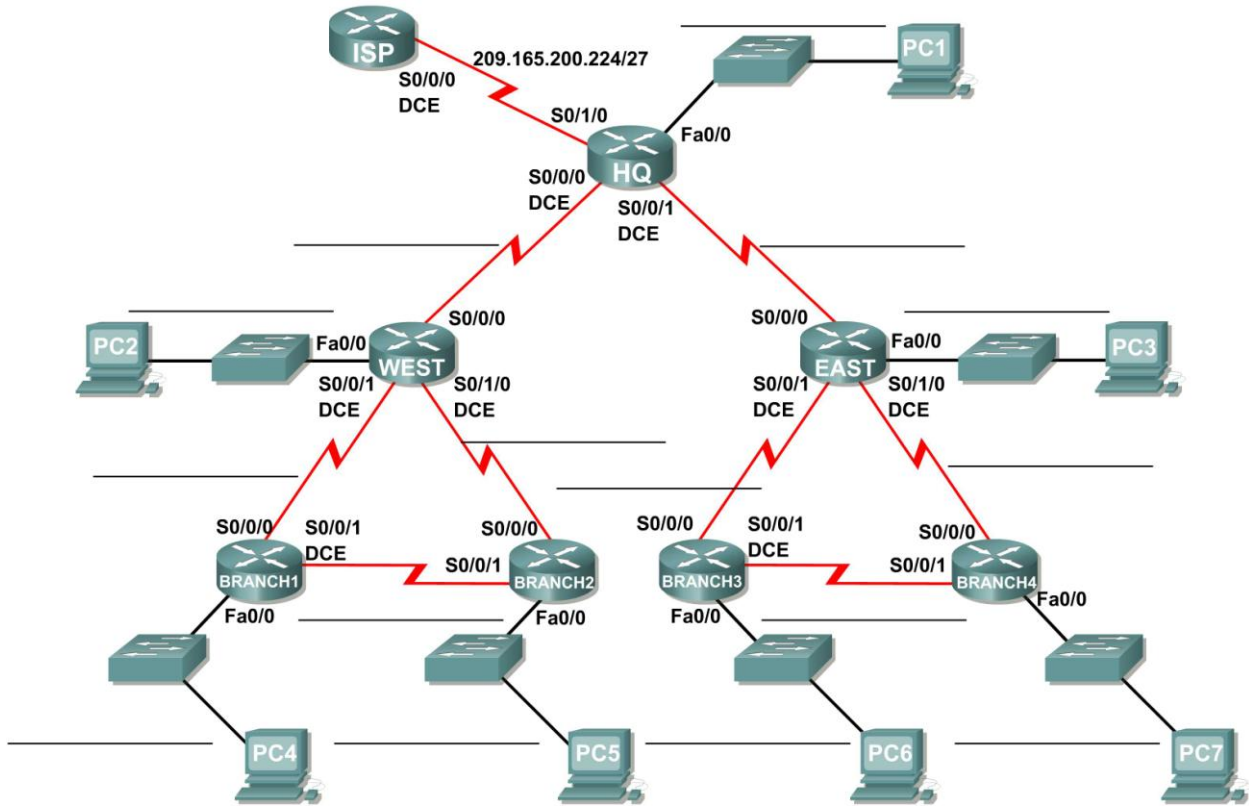 ISP
209.165.200.224/27
PC1
S0/0/0
DCE
S0/1/0
Fa0/0
HQ
S0/0/0
DCE
S0/0/1
DCE
PC2
Fa0/0
S0/0/0
WEST
S0/0/1
DCE
S0/1/0
DCE
S0/0/0
Fa0/0
EAST
PC3
S0/0/1
DCE
S0/1/0
DCE
S0/0/0
S0/0/1
DCE
BRANCH1
Fa0/0
S0/0/0
S0/0/1
BRANCH2
Fa0/0
S0/0/0
S0/0/1
DCE
BRANCH3
Fa0/0
S0/0/0
S0/0/1
BRANCH4
Fa0/0
PC4
PC5
PC6
PC7